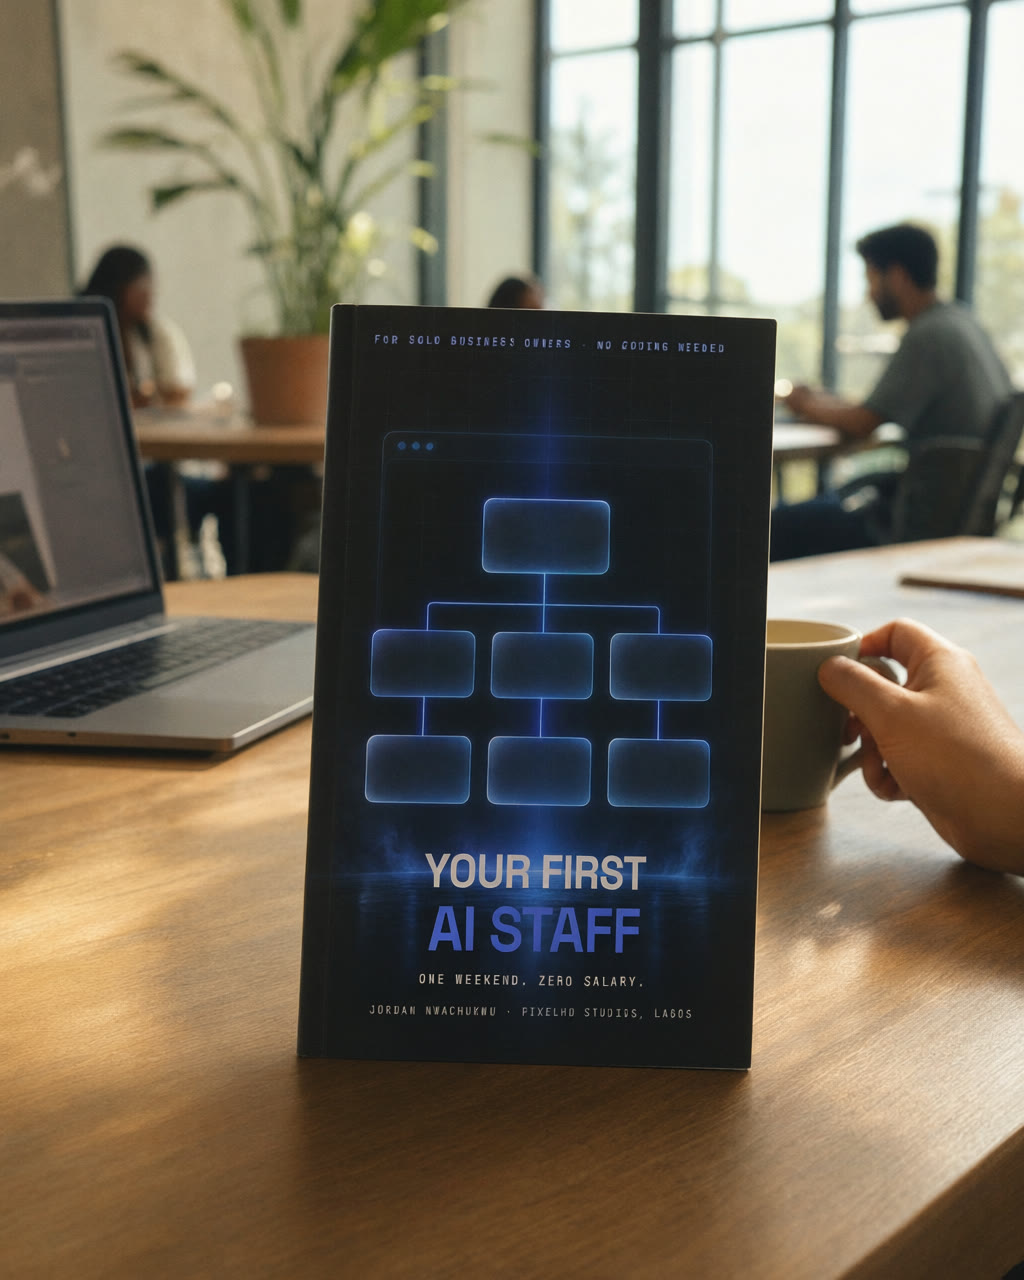 FOR SOLO BUSINESS OWNERS · NO CODING NEEDED
YOUR FIRST
AI STAFF
ONE WEEKEND. ZERO SALARY.
JORDAN NWACHUKWU · STUDIOS, LAGOS